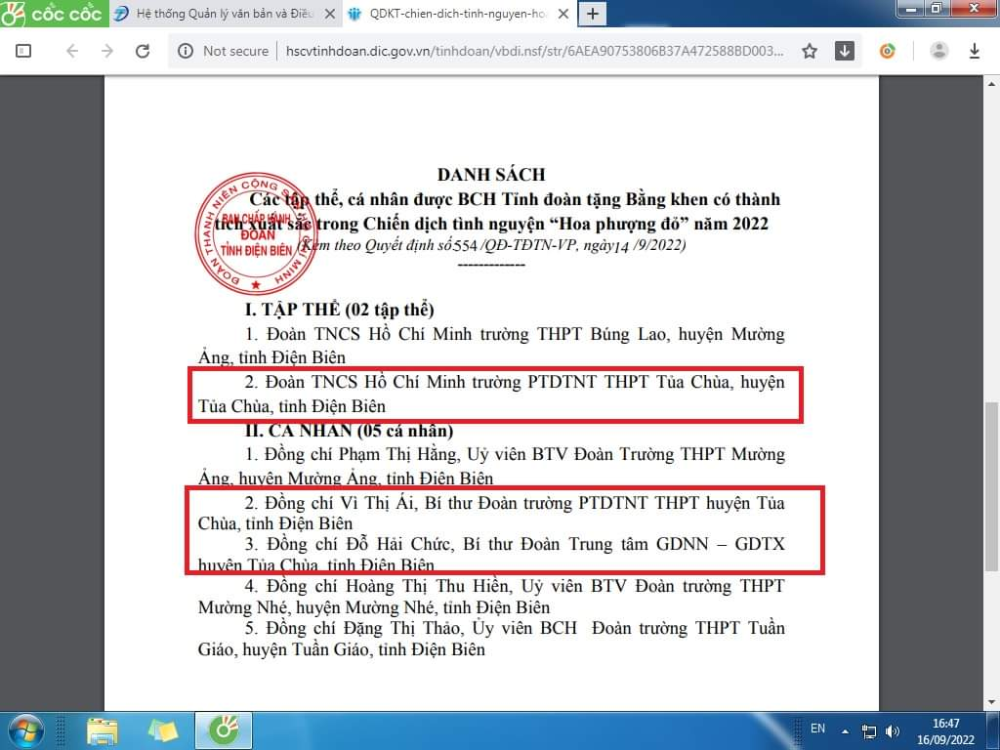 CỐC CỐC
Hệ thống Quản lý văn bản và Điều
QDKT-chien-dich-tinh-nguyen-ho
Not secure
hscvtinhdoan.dic.gov.vn/tinhdoan/vbdi.nsf/str/6AEA90753806B37A472588BD003...
DANH SÁCH
Các tập thể, cá nhân được BCH Tỉnh đoàn tặng Bằng khen có thành
tích xuất sắc trong Chiến dịch tình nguyện “Hoa phượng đỏ” năm 2022
(Kèm theo Quyết định số 554 /QĐ-TĐTN-VP, ngày 14 /9/2022)
-------------
ĐOÀN THANH NIÊN CỘNG SẢN HỒ CHÍ MINH
BAN CHẤP HÀNH
ĐOÀN
TỈNH ĐIỆN BIÊN
I. TẬP THỂ (02 tập thể)
1. Đoàn TNCS Hồ Chí Minh trường THPT Búng Lao, huyện Mường
Ảng, tỉnh Điện Biên
2. Đoàn TNCS Hồ Chí Minh trường PTDTNT THPT Tủa Chùa, huyện
Tủa Chùa, tỉnh Điện Biên
II. CÁ NHÂN (05 cá nhân)
1. Đồng chí Phạm Thị Hằng, Uỷ viên BTV Đoàn Trường THPT Mường
Ảng, huyện Mường Ảng, tỉnh Điện Biên
2. Đồng chí Vì Thị Ái, Bí thư Đoàn trường PTDTNT THPT huyện Tủa
Chùa, tỉnh Điện Biên
3. Đồng chí Đỗ Hải Chức, Bí thư Đoàn Trung tâm GDNN – GDTX
huyện Tủa Chùa, tỉnh Điện Biên
4. Đồng chí Hoàng Thị Thu Hiền, Uỷ viên BTV Đoàn trường THPT
Mường Nhé, huyện Mường Nhé, tỉnh Điện Biên
5. Đồng chí Đặng Thị Thảo, Ủy viên BCH Đoàn trường THPT Tuần
Giáo, huyện Tuần Giáo, tỉnh Điện Biên
EN
16:47
16/09/2022